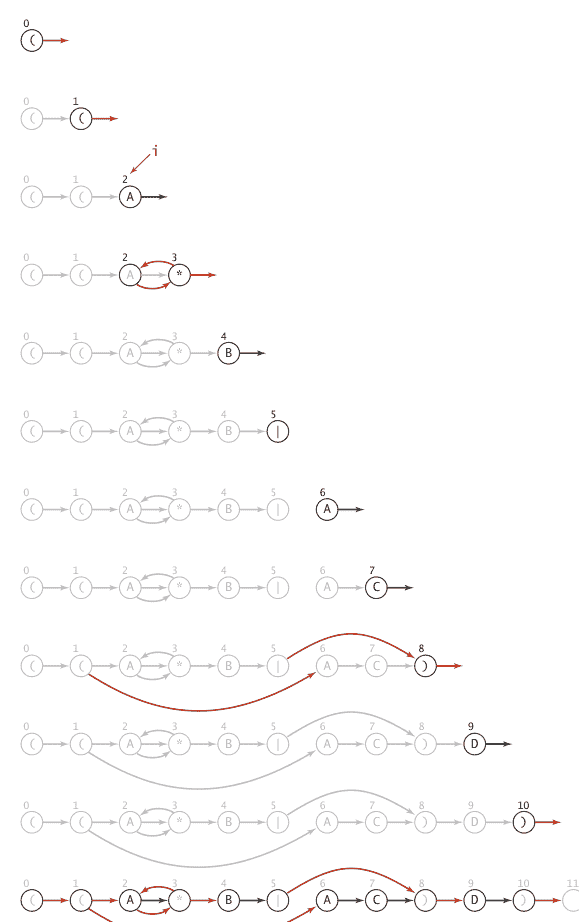 0
(
0 1
( (
i
0 1 2
( ( A
0 1 2 3
( ( A *
0 1 2 3 4
( ( A * B
0 1 2 3 4 5
( ( A * B |
0 1 2 3 4 5 6
( ( A * B | A
0 1 2 3 4 5 6 7
( ( A * B | A C
0 1 2 3 4 5 6 7 8
( ( A * B | A C )
0 1 2 3 4 5 6 7 8 9
( ( A * B | A C ) D
0 1 2 3 4 5 6 7 8 9 10
( ( A * B | A C ) D )
0 1 2 3 4 5 6 7 8 9 10 11
( ( A * B | A C ) D )